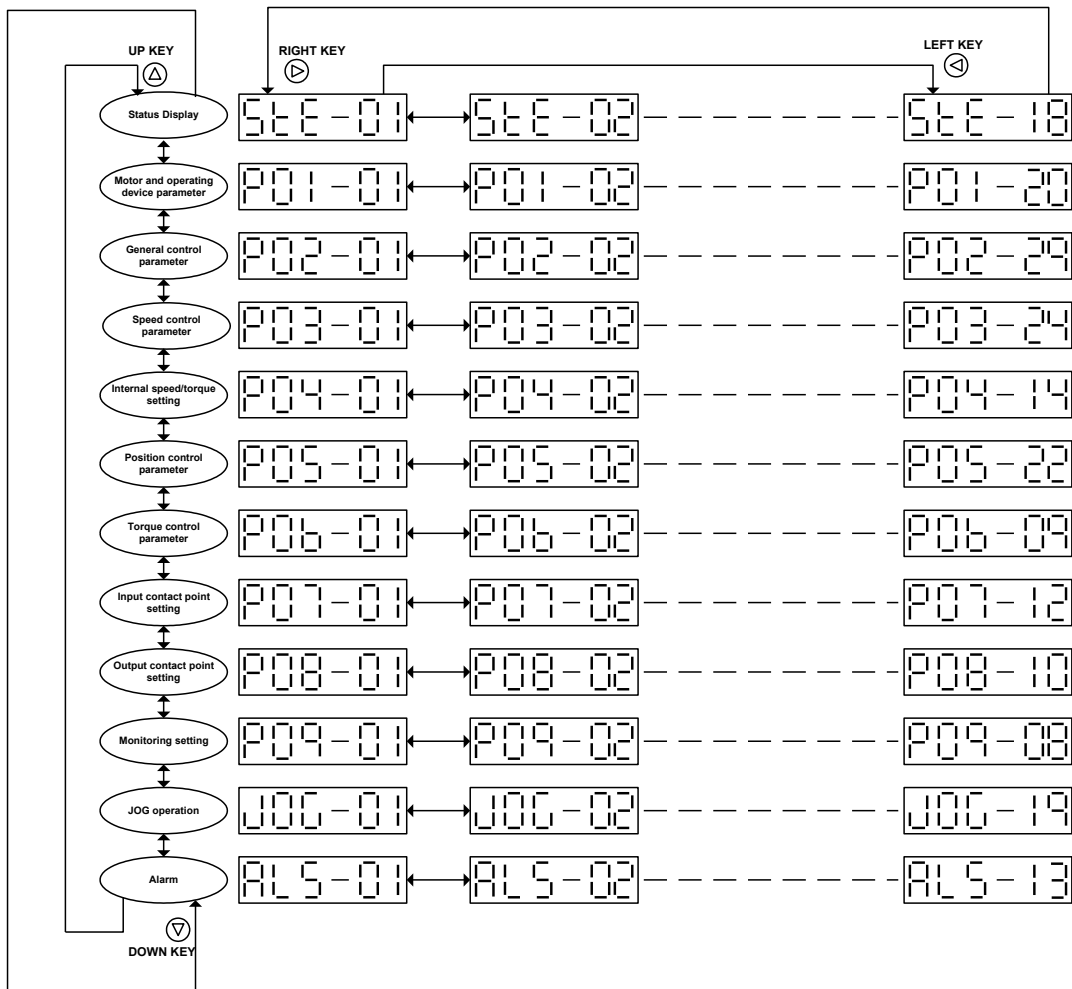 UP KEY
RIGHT KEY
LEFT KEY
Status Display
StE-01
StE-02
StE-18
Motor and operating
device parameter
P01-01
P01-02
P01-20
General control
parameter
P02-01
P02-02
P02-29
Speed control
parameter
P03-01
P03-02
P03-24
Internal speed/torque
setting
P04-01
P04-02
P04-14
Position control
parameter
P05-01
P05-02
P05-22
Torque control
parameter
P06-01
P06-02
P06-09
Input contact point
setting
P07-01
P07-02
P07-12
Output contact point
setting
P08-01
P08-02
P08-10
Monitoring setting
P09-01
P09-02
P09-08
JOG operation
JOG-01
JOG-02
JOG-19
Alarm
ALS-01
ALS-02
ALS-13
DOWN KEY